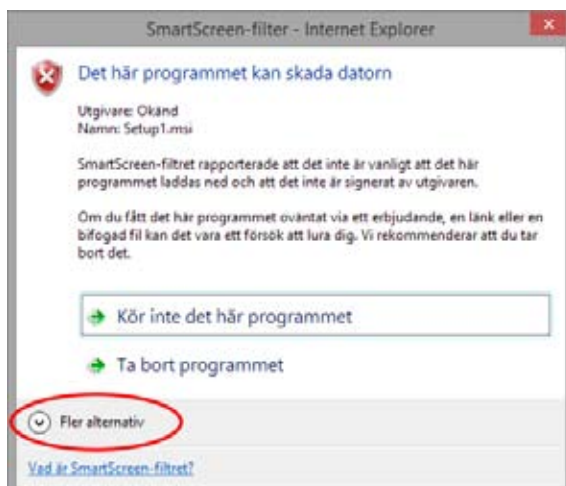 SmartScreen-filter - Internet Explorer
Det här programmet kan skada datorn
Utgivare: Okänd
Namn: Setup1.msi
SmartScreen-filtret rapporterade att det inte är vanligt att det här
programmet laddas ned och att det inte är signerat av utgivaren.
Om du fått det här programmet oväntat via ett erbjudande, en länk eller en
bifogad fil kan det vara ett försök att lura dig. Vi rekommenderar att du tar
bort det.
Kör inte det här programmet
Ta bort programmet
Fler alternativ
Vad är SmartScreen-filtret?